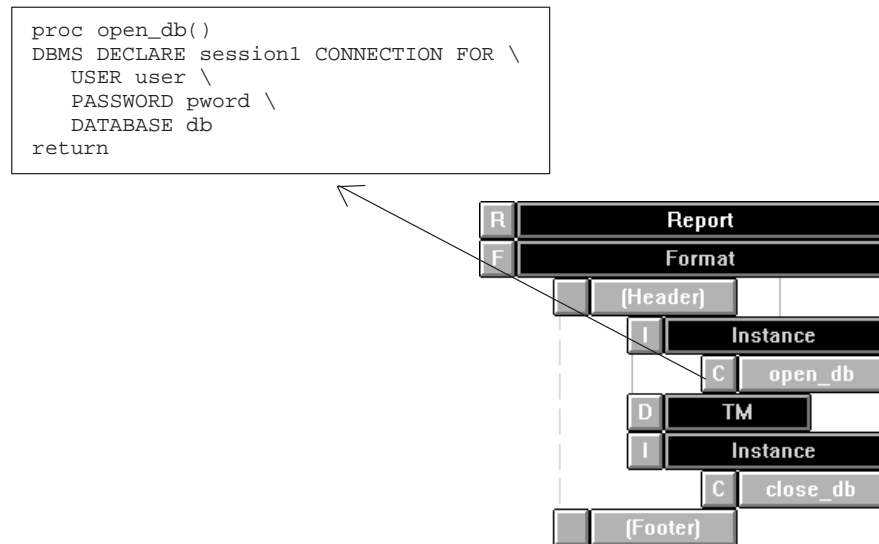 proc open_db()
DBMS DECLARE session1 CONNECTION FOR \
   USER user \
   PASSWORD pword \
   DATABASE db
return
R Report
F Format
(Header)
I Instance
C open_db
D TM
I Instance
C close_db
(Footer)